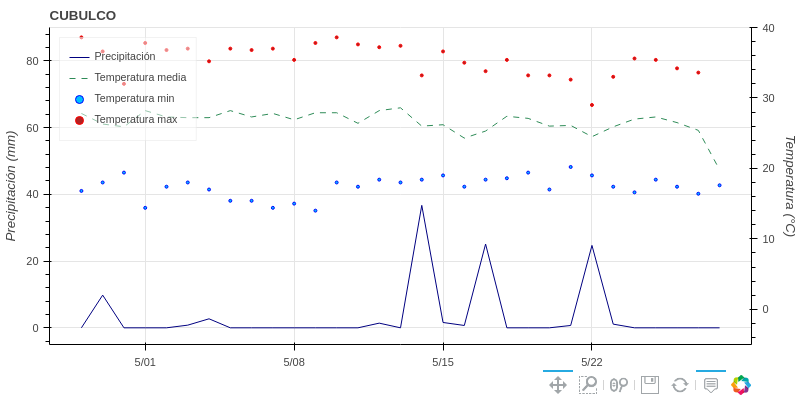 CUBULCO
Precipitación
Temperatura media
Temperatura min
Temperatura max
Precipitación (mm)
80
60
40
20
0
Temperatura (°C)
40
30
20
10
0
5/01
5/08
5/15
5/22